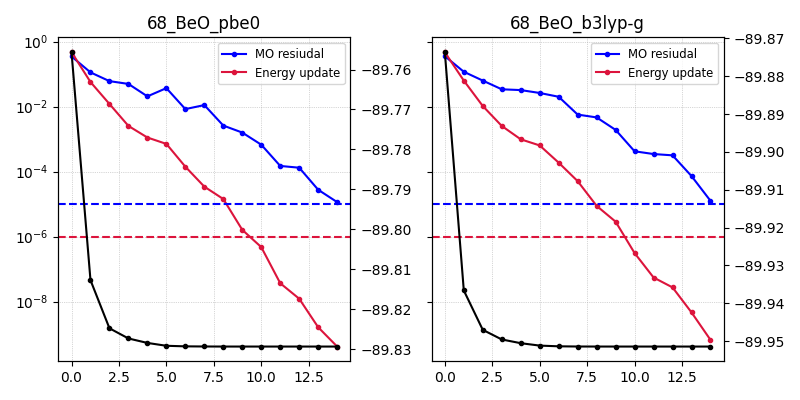 68_BeO_pbe0
MO resiudal
Energy update
10⁰
10⁻²
10⁻⁴
10⁻⁶
10⁻⁸
−89.76
−89.77
−89.78
−89.79
−89.80
−89.81
−89.82
−89.83
0.0 2.5 5.0 7.5 10.0 12.5
68_BeO_b3lyp-g
MO resiudal
Energy update
−89.87
−89.88
−89.89
−89.90
−89.91
−89.92
−89.93
−89.94
−89.95
0.0 2.5 5.0 7.5 10.0 12.5